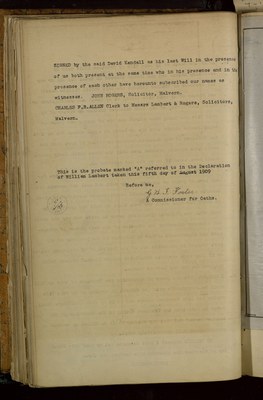 SIGNED by the said David Kendall as his last Will in the presence
of us both present at the same time who in his presence and in the
presence of each other have hereunto subscribed our names as
witnesses. JOHN ROGERS, Solicitor, Malvern.
CHARLES F.B.ALLEN Clerk to Messrs Lambert & Rogers, Solicitors,
Malvern.
This is the probate marked "A" referred to in the Declaration
of William Lambert taken this fifth day of August
Before me,
A Commissioner for Oaths.